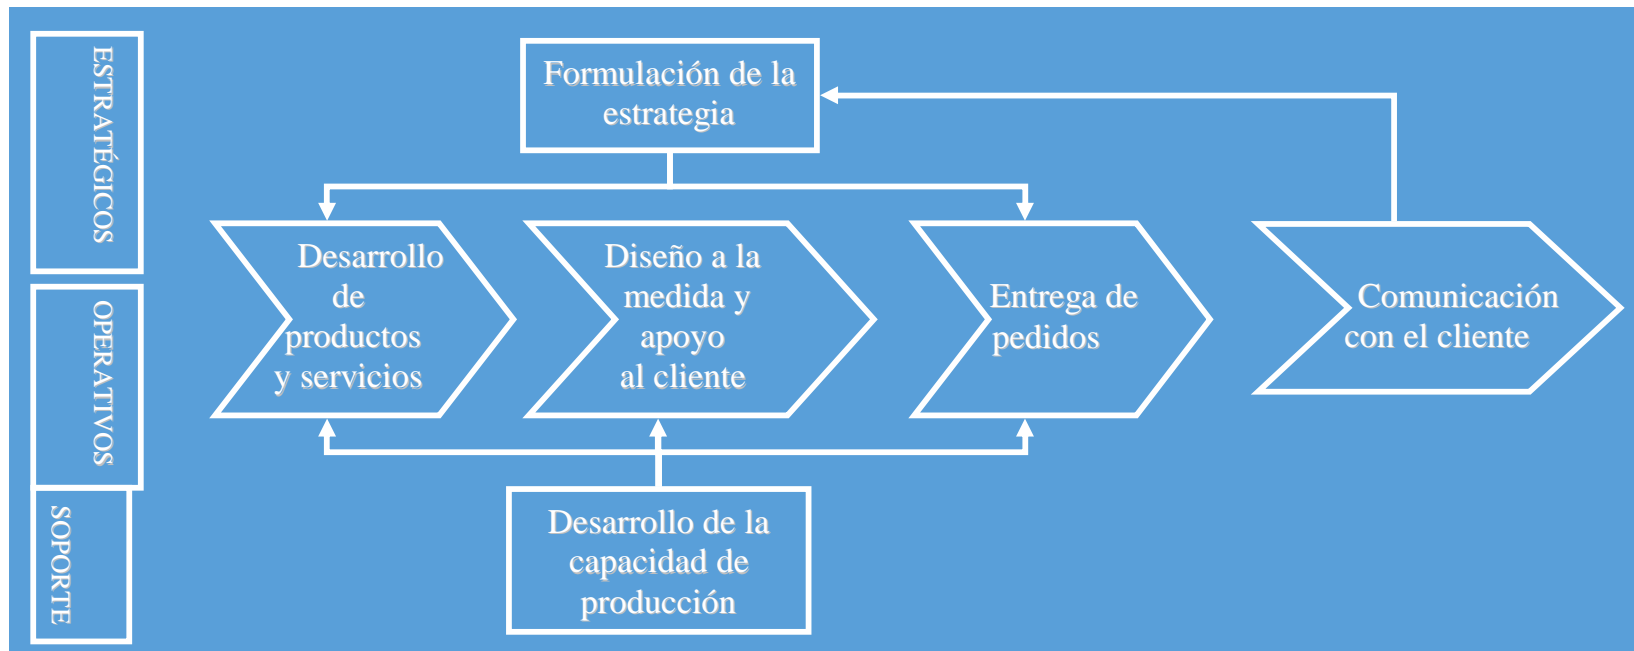 ESTRATÉGICOS
Formulación de la
estrategia
OPERATIVOS
Desarrollo
de
productos
y servicios
Diseño a la
medida y
apoyo
al cliente
Entrega de
pedidos
Comunicación
con el cliente
SOPORTE
Desarrollo de la
capacidad de
producción